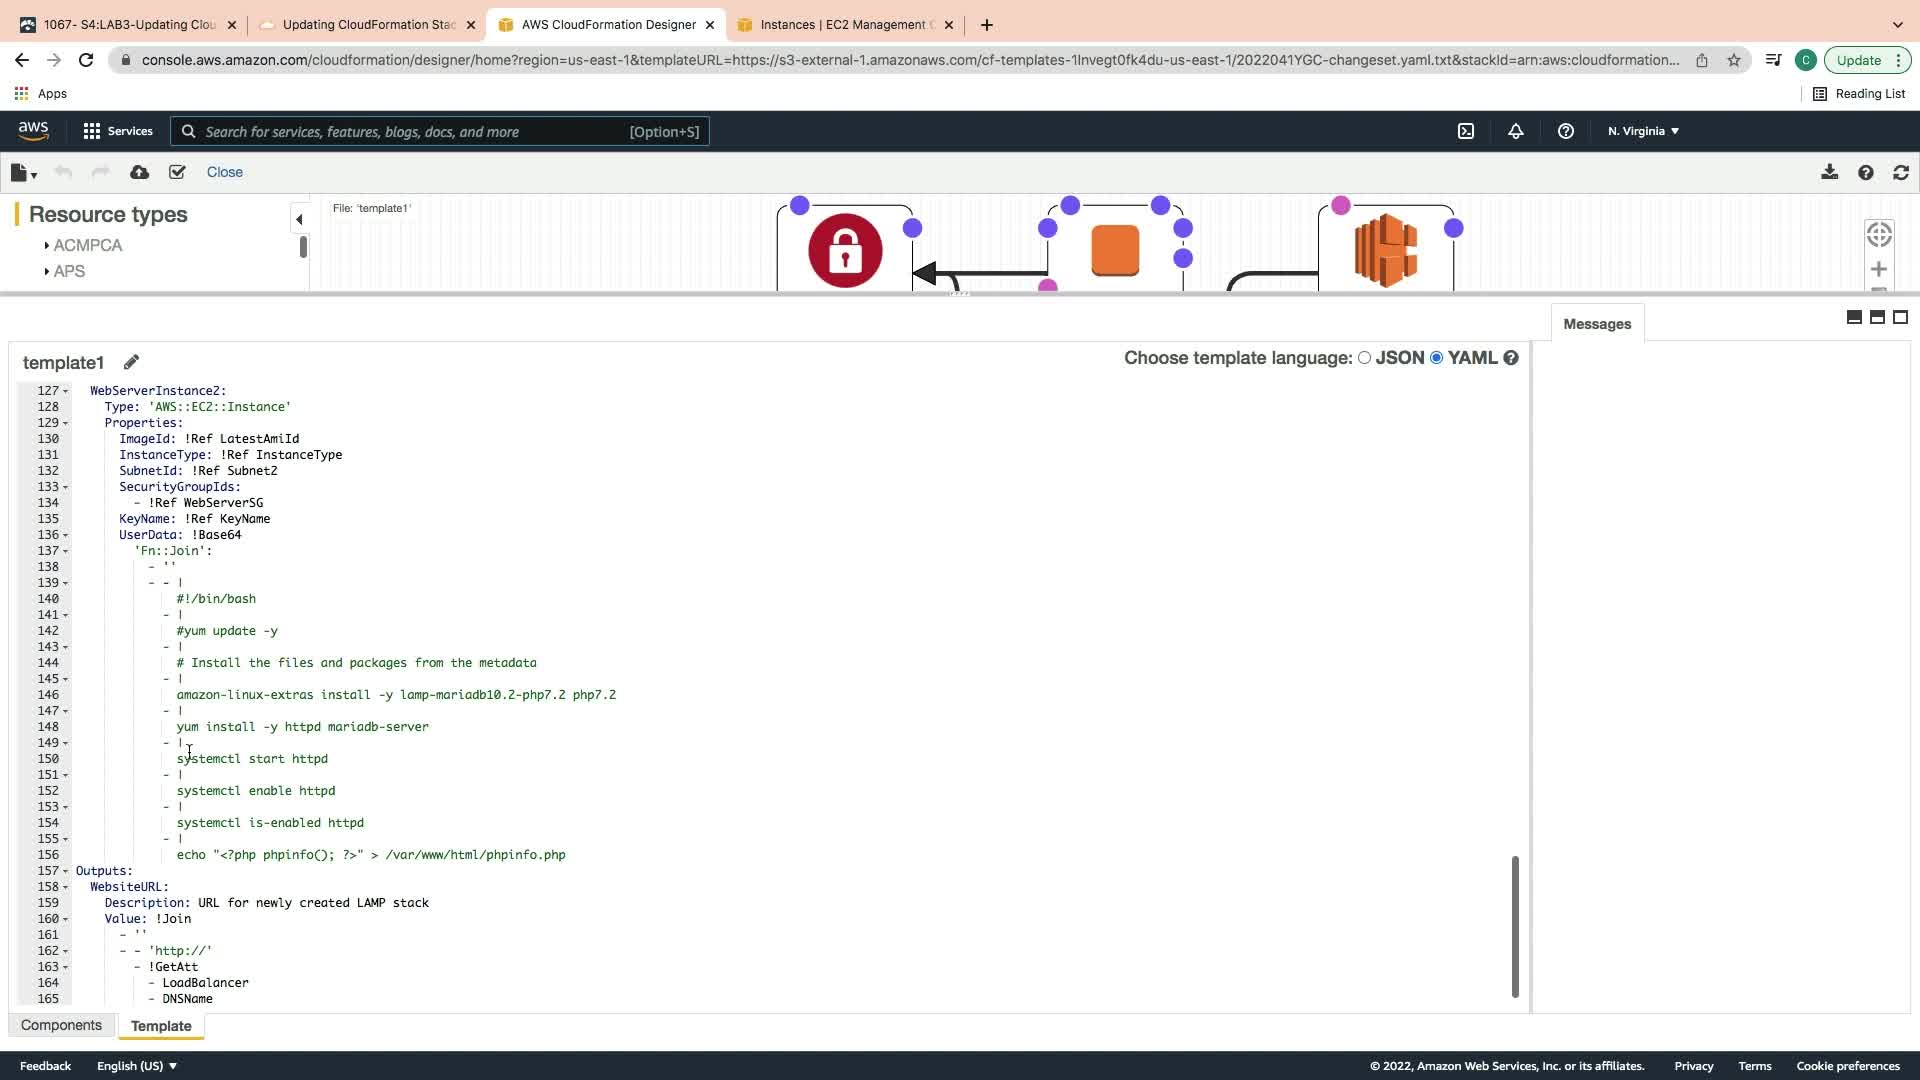 1067- S4:LAB3-Updating Clou
Updating CloudFormation Stac
AWS CloudFormation Designer
Instances | EC2 Management C
console.aws.amazon.com/cloudformation/designer/home?region=us-east-1&templateURL=https://s3-external-1.amazonaws.com/cf-templates-1lnvegt0fk4du-us-east-1/2022041YGC-changeset.yaml.txt&stackId=arn:aws:cloudformation...
C
Update
Apps
Reading List
aws
Services
Search for services, features, blogs, docs, and more
[Option+S]
N. Virginia
Close
Resource types
ACMPCA
APS
File: 'template1'
Messages
template1
Choose template language: JSON YAML
127 WebServerInstance2:
128 Type: 'AWS::EC2::Instance'
129 Properties:
130 ImageId: !Ref LatestAmiId
131 InstanceType: !Ref InstanceType
132 SubnetId: !Ref Subnet2
133 SecurityGroupIds:
134 - !Ref WebServerSG
135 KeyName: !Ref KeyName
136 UserData: !Base64
137 'Fn::Join':
138 - ''
139 - - |
140 #!/bin/bash
141 - |
142 #yum update -y
143 - |
144 # Install the files and packages from the metadata
145 - |
146 amazon-linux-extras install -y lamp-mariadb10.2-php7.2 php7.2
147 - |
148 yum install -y httpd mariadb-server
149 - |
150 systemctl start httpd
151 - |
152 systemctl enable httpd
153 - |
154 systemctl is-enabled httpd
155 - |
156 echo "<?php phpinfo(); ?>" > /var/www/html/phpinfo.php
157 Outputs:
158 WebsiteURL:
159 Description: URL for newly created LAMP stack
160 Value: !Join
161 - ''
162 - - 'http://'
163 - !GetAtt
164 - LoadBalancer
165 - DNSName
Components
Template
Feedback
English (US)
© 2022, Amazon Web Services, Inc. or its affiliates.
Privacy
Terms
Cookie preferences